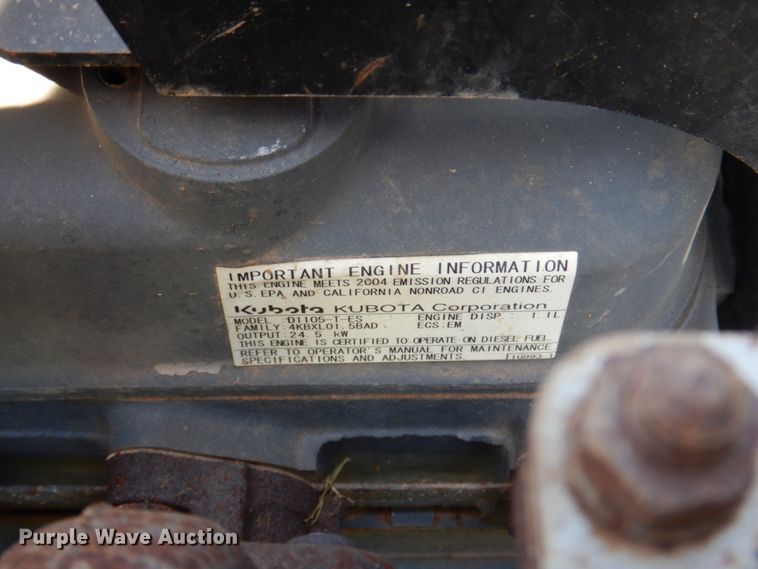 IMPORTANT ENGINE INFORMATION
THIS ENGINE MEETS 2004 EMISSION REGULATIONS FOR
U.S. EPA AND CALIFORNIA NONROAD CI ENGINES.
Kubota KUBOTA Corporation
MODEL :D1105-T-ES ENGINE DISP. : 1.1L
FAMILY:4KBXL01.5BAD ECS:EM
OUTPUT:24.5 kW
THIS ENGINE IS CERTIFIED TO OPERATE ON DIESEL FUEL.
REFER TO OPERATOR'S MANUAL FOR MAINTENANCE
SPECIFICATIONS AND ADJUSTMENTS.
Purple Wave Auction